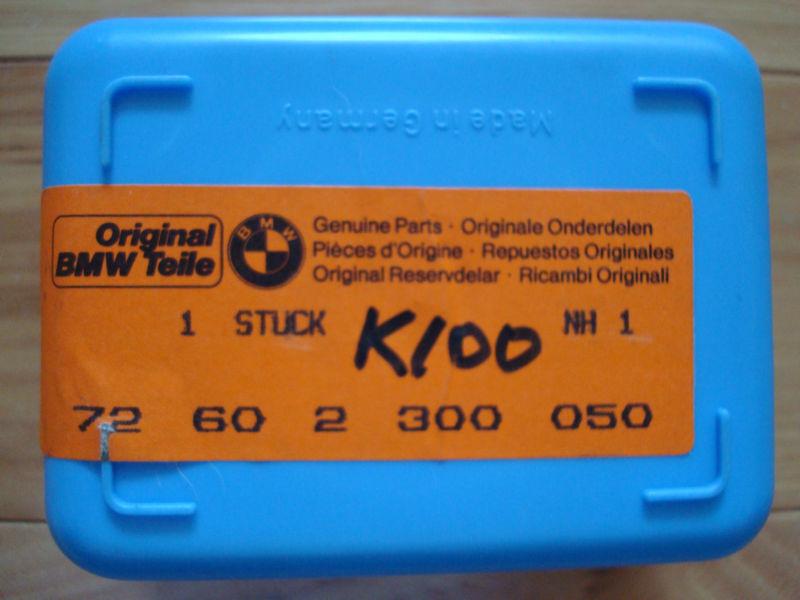 Made in Germany
Original
BMW Teile
BMW
Genuine Parts · Originale Onderdelen
Pièces d'Origine · Repuestos Originales
Original Reservdelar · Ricambi Originali
1 STUCK K100 NH 1
72 60 2 300 050